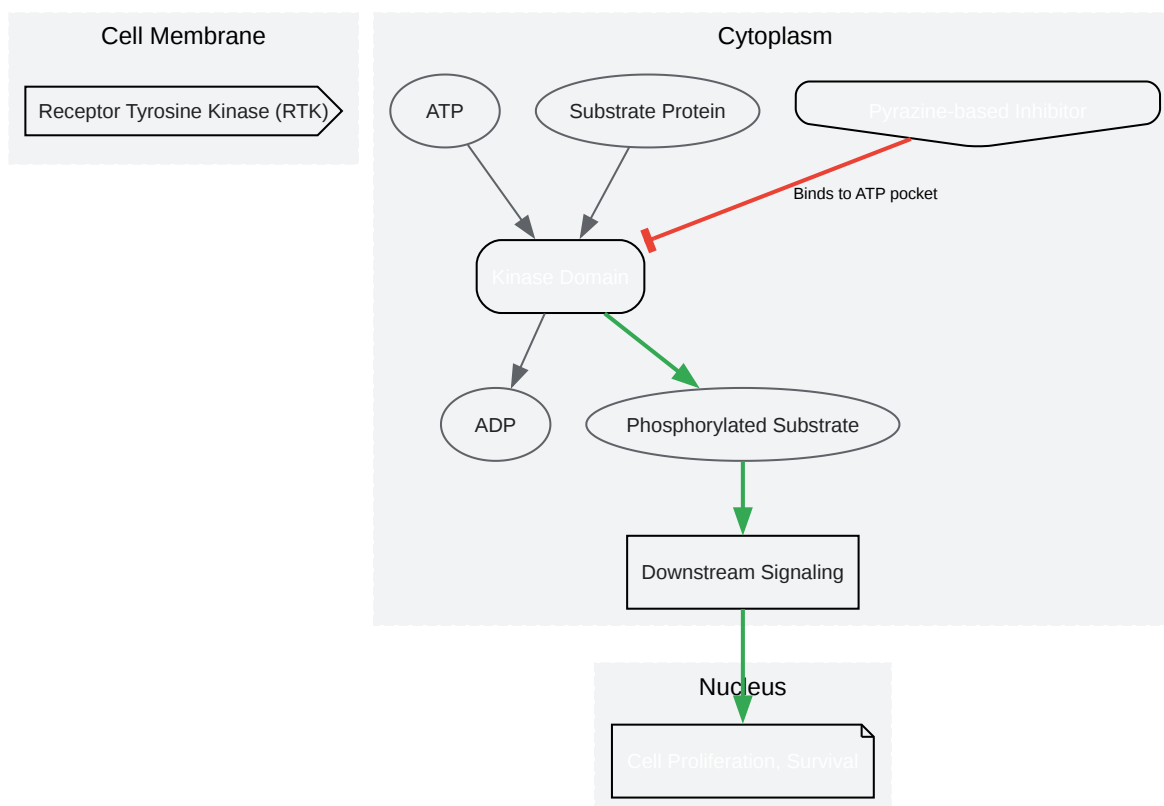 Cell Membrane
Receptor Tyrosine Kinase (RTK)
Cytoplasm
ATP
Substrate Protein
Pyrazine-based Inhibitor
Binds to ATP pocket
Kinase Domain
ADP
Phosphorylated Substrate
Downstream Signaling
Nucleus
Cell Proliferation, Survival